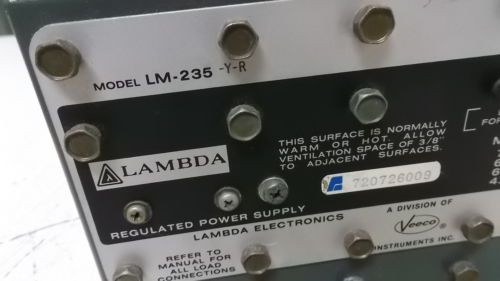 MODEL LM-235 -Y-R
LAMBDA
THIS SURFACE IS NORMALLY
WARM OR HOT. ALLOW
VENTILATION SPACE OF 3/8"
TO ADJACENT SURFACES.
720726009
REGULATED POWER SUPPLY
LAMBDA ELECTRONICS
A DIVISION OF
Veeco ®
INSTRUMENTS INC.
REFER TO
MANUAL FOR
ALL LOAD
CONNECTIONS